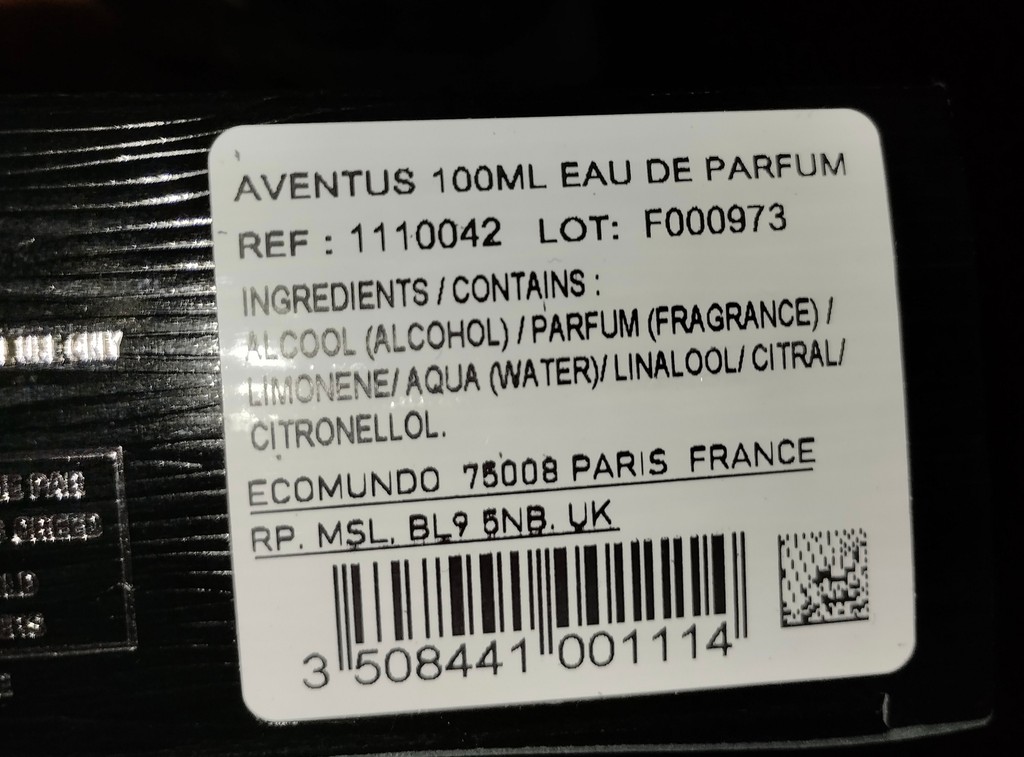 AVENTUS 100ML EAU DE PARFUM
REF : 1110042 LOT: F000973
INGREDIENTS / CONTAINS :
ALCOOL (ALCOHOL) / PARFUM (FRAGRANCE) /
LIMONENE/ AQUA (WATER)/ LINALOOL/ CITRAL/
CITRONELLOL.
ECOMUNDO 75008 PARIS FRANCE
RP. MSL. BL9 5NB. UK
3 508441 001114